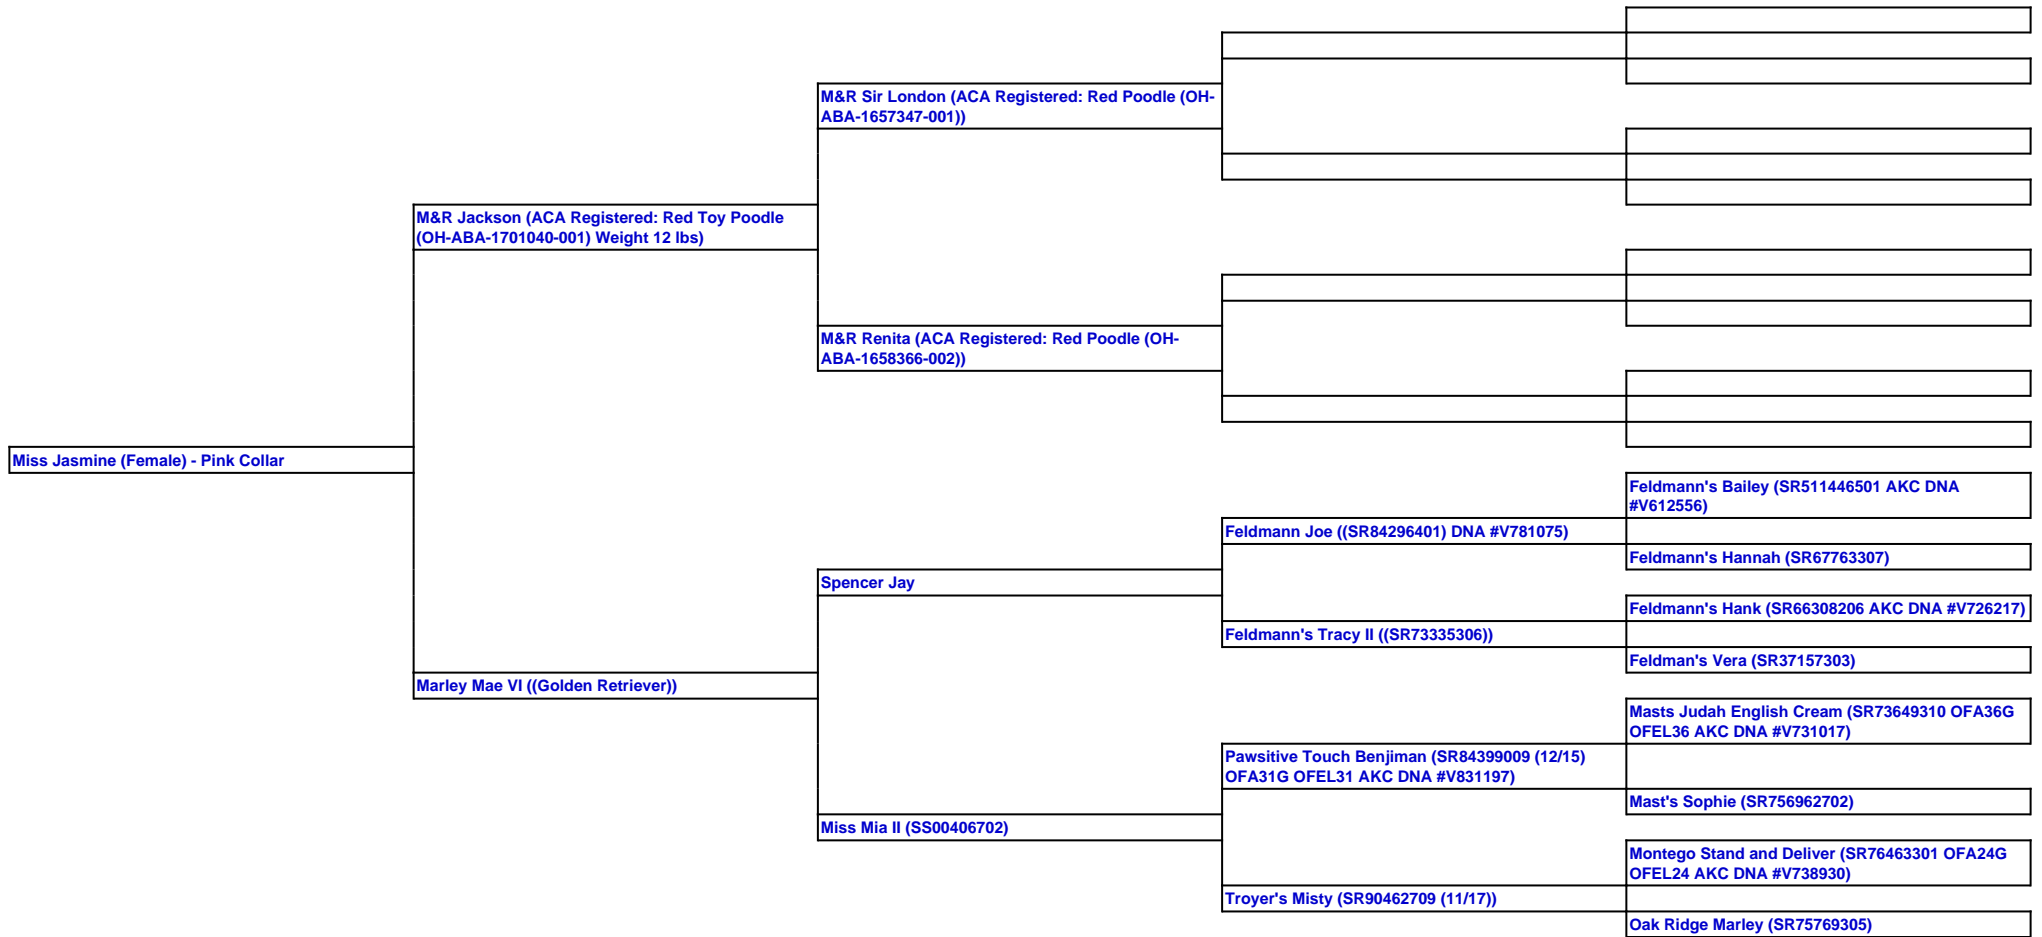 M&R Sir London (ACA Registered: Red Poodle (OH-
ABA-1657347-001))
M&R Jackson (ACA Registered: Red Toy Poodle
(OH-ABA-1701040-001) Weight 12 lbs)
M&R Renita (ACA Registered: Red Poodle (OH-
ABA-1658366-002))
Miss Jasmine (Female) - Pink Collar
Feldmann's Bailey (SR511446501 AKC DNA
#V612556)
Feldmann Joe ((SR84296401) DNA #V781075)
Feldmann's Hannah (SR67763307)
Spencer Jay
Feldmann's Hank (SR66308206 AKC DNA #V726217)
Feldmann's Tracy II ((SR73335306))
Feldman's Vera (SR37157303)
Marley Mae VI ((Golden Retriever))
Masts Judah English Cream (SR73649310 OFA36G
OFEL36 AKC DNA #V731017)
Pawsitive Touch Benjiman (SR84399009 (12/15)
OFA31G OFEL31 AKC DNA #V831197)
Mast's Sophie (SR756962702)
Miss Mia II (SS00406702)
Montego Stand and Deliver (SR76463301 OFA24G
OFEL24 AKC DNA #V738930)
Troyer's Misty (SR90462709 (11/17))
Oak Ridge Marley (SR75769305)